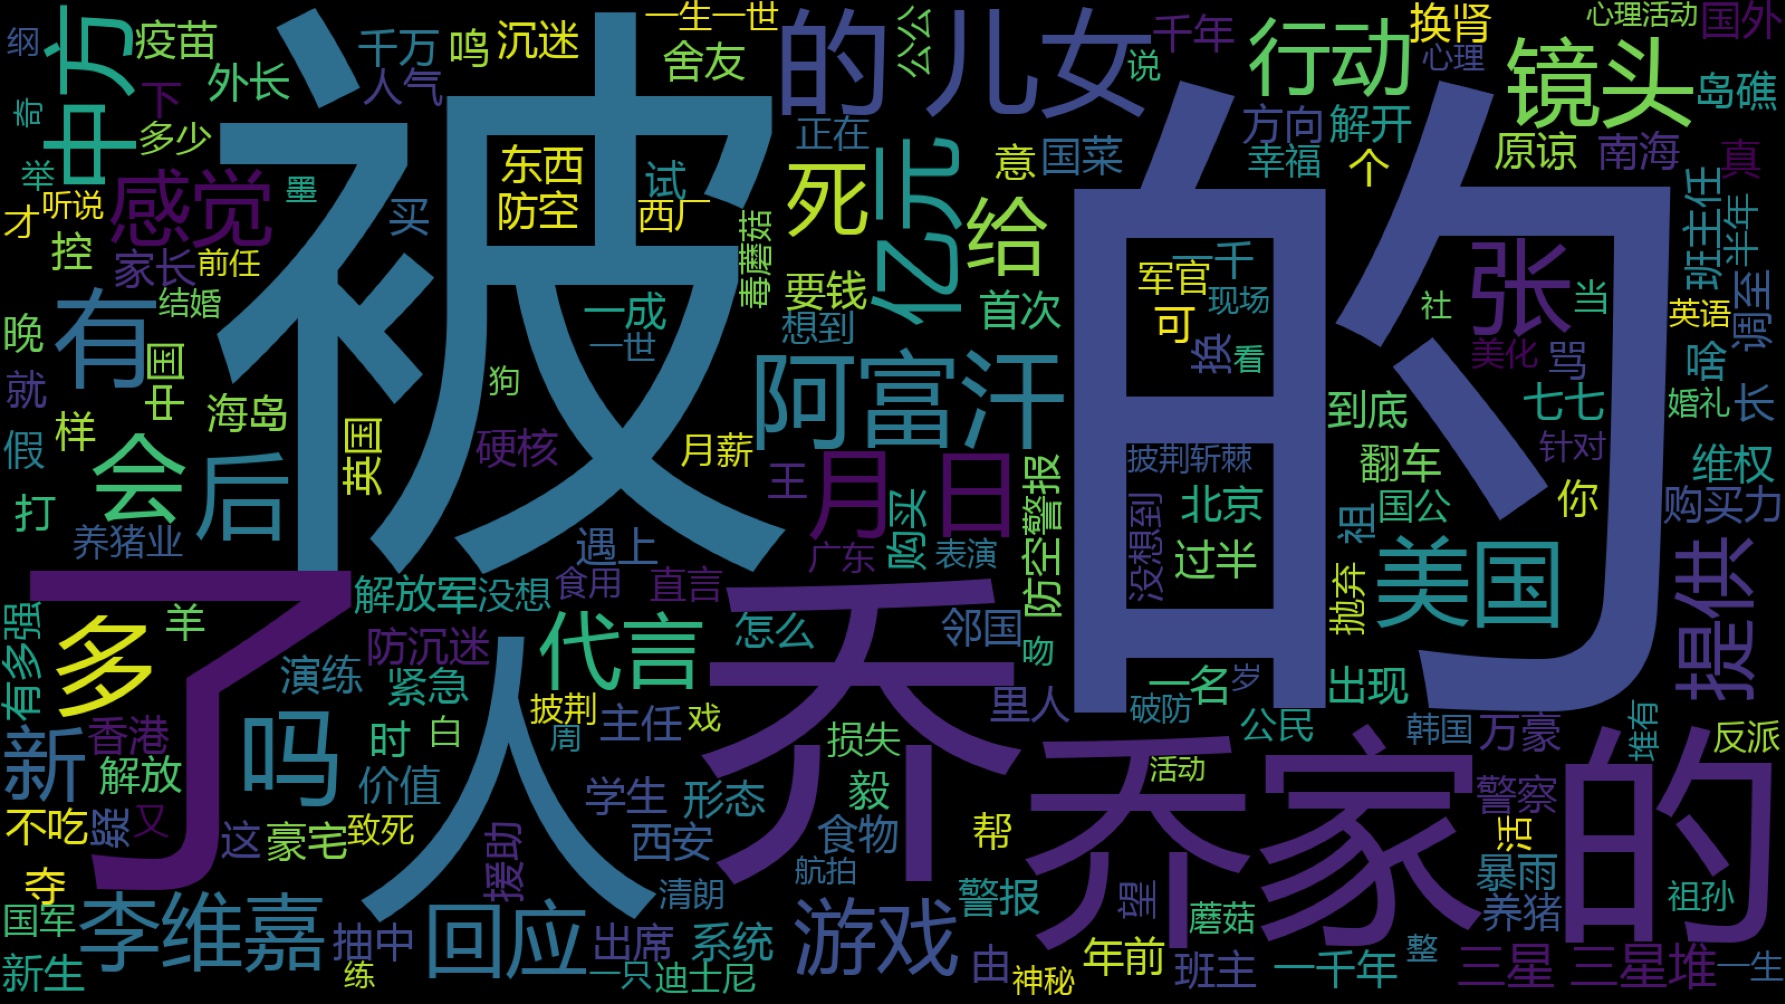 纲
中方
疫苗
千万
鸣
沉迷
一生一世
舍友
的儿女
公公
千年
说
行动
换肾
心理
心理活动
国外
镜头
岛礁
奇
下
外长
人气
被
正在
意
国菜
方向
解开
的
多少
举
墨
东西
试
死
亿元
幸福
个
原谅
南海
真
才
听说
感觉
买
防空
西厂
毒蘑菇
给
班主任
半年
控
家长
前任
一千
军官
现场
张
当
社
英语
调至
有
结婚
一成
要钱
首次
可
晚
中国
一世
想到
换
看
美化
骂
啥
就
海岛
狗
阿富汗
到底
七七
婚礼
长
假
样
会
后
英国
硬核
月薪
王
月
日
披荆斩棘
翻车
针对
维权
打
购买
防空警报
没想到
北京
祖
国公
你
购买力
养猪业
遇上
广东
表演
过半
美国
提供
了
解放军
没想
食用
直言
乔
抛弃
有多强
多
羊
防沉迷
人
代言
怎么
邻国
吻
演练
紧急
一名
岁
出现
新
香港
时
白
披荆
周
主任
戏
里人
破防
公民
韩国
万豪
堆有
反派
解放
吗
价值
损失
乔家的
活动
不吃
疑
又
这
豪宅
致死
学生
形态
毅
警察
援助
西安
食物
帮
活
夺
航拍
暴雨
国军
李维嘉
抽中
回应
清朗
游戏
警报
星
蘑菇
养猪
祖孙
新生
练
出席
系统
一只
迪士尼
由
神秘
年前
班主
一千年
整
三星
三星堆
一生